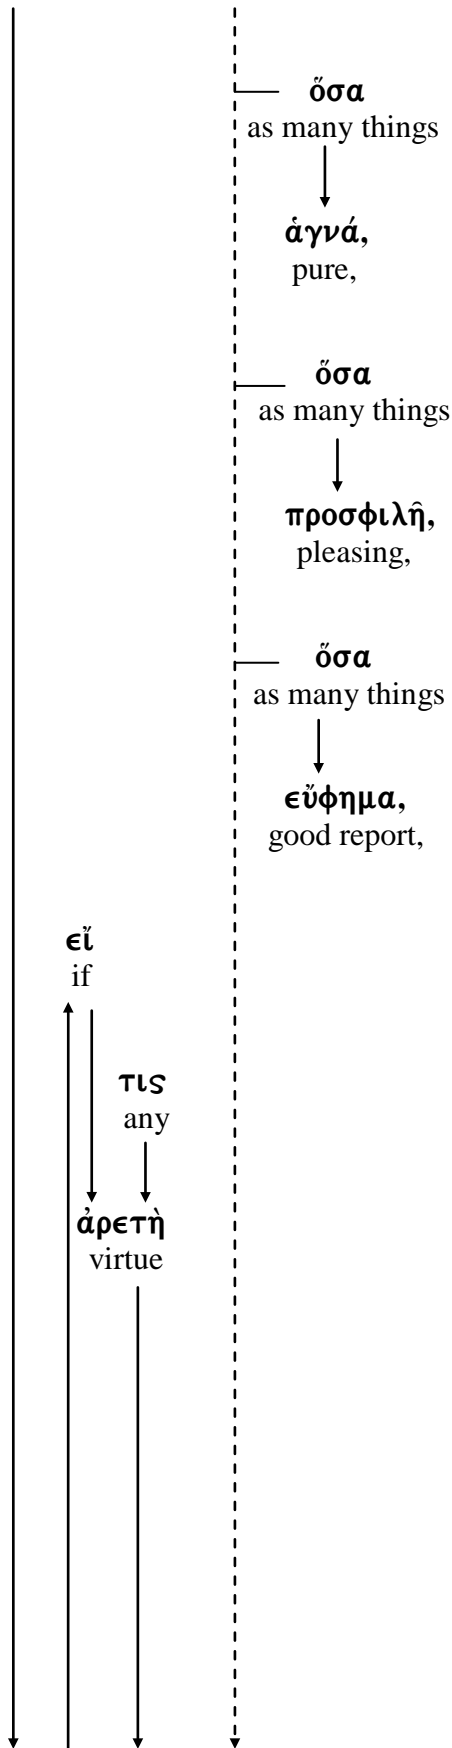 ὅσα
as many things
ἁγνά,
pure,
ὅσα
as many things
προσφιλῆ,
pleasing,
ὅσα
as many things
εὔφημα,
good report,
εἴ
if
τις
any
ἀρετὴ
virtue